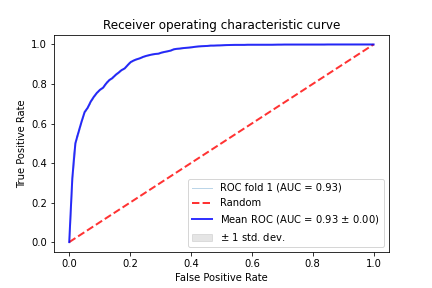 Receiver operating characteristic curve
True Positive Rate
1.0
0.8
0.6
0.4
0.2
0.0
ROC fold 1 (AUC = 0.93)
Random
Mean ROC (AUC = 0.93 ± 0.00)
± 1 std. dev.
0.0 0.2 0.4 0.6 0.8 1.0
False Positive Rate